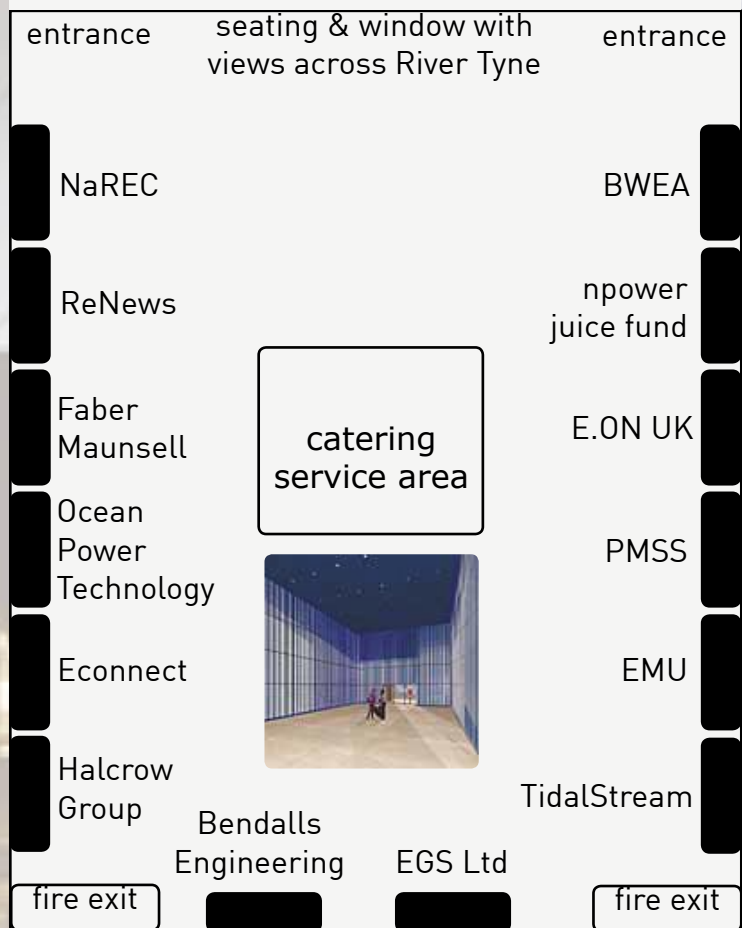 entrance
seating & window with
views across River Tyne
entrance
NaREC
BWEA
ReNews
npower
juice fund
Faber
Maunsell
E.ON UK
catering
service area
Ocean
Power
Technology
PMSS
Econnect
EMU
Halcrow
Group
TidalStream
Bendalls
Engineering
EGS Ltd
fire exit
fire exit